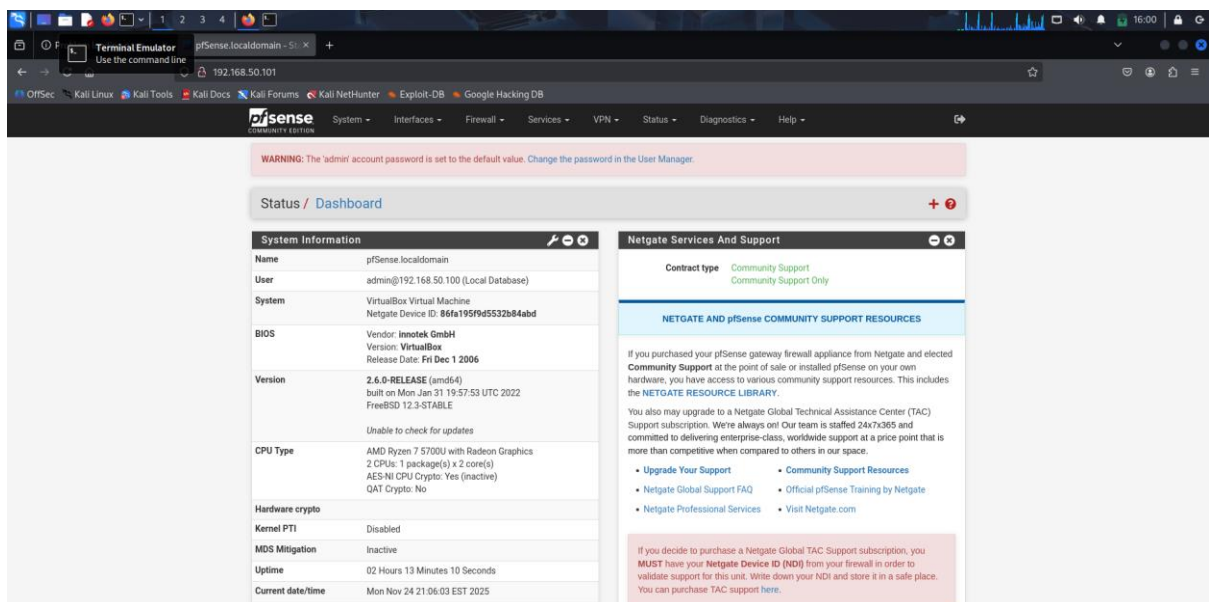 1 2 3 4
16:00
Terminal Emulator
Use the command line
pfSense.localdomain - St
192.168.50.101
OffSec Kali Linux Kali Tools Kali Docs Kali Forums Kali NetHunter Exploit-DB Google Hacking DB
pfsense COMMUNITY EDITION
System Interfaces Firewall Services VPN Status Diagnostics Help
WARNING: The 'admin' account password is set to the default value. Change the password in the User Manager.
Status / Dashboard
System Information
Name pfSense.localdomain
User admin@192.168.50.100 (Local Database)
System VirtualBox Virtual Machine
Netgate Device ID: 86fa195f9d5532b84abd
BIOS Vendor: innotek GmbH
Version: VirtualBox
Release Date: Fri Dec 1 2006
Version 2.6.0-RELEASE (amd64)
built on Mon Jan 31 19:57:53 UTC 2022
FreeBSD 12.3-STABLE
Unable to check for updates
CPU Type AMD Ryzen 7 5700U with Radeon Graphics
2 CPUs: 1 package(s) x 2 core(s)
AES-NI CPU Crypto: Yes (inactive)
QAT Crypto: No
Hardware crypto
Kernel PTI Disabled
MDS Mitigation Inactive
Uptime 02 Hours 13 Minutes 10 Seconds
Current date/time Mon Nov 24 21:06:03 EST 2025
Netgate Services And Support
Contract type Community Support
Community Support Only
NETGATE AND pfSense COMMUNITY SUPPORT RESOURCES
If you purchased your pfSense gateway firewall appliance from Netgate and elected
Community Support at the point of sale or installed pfSense on your own
hardware, you have access to various community support resources. This includes
the NETGATE RESOURCE LIBRARY.
You also may upgrade to a Netgate Global Technical Assistance Center (TAC)
Support subscription. We're always on! Our team is staffed 24x7x365 and
committed to delivering enterprise-class, worldwide support at a price point that is
more than competitive when compared to others in our space.
• Upgrade Your Support • Community Support Resources
• Netgate Global Support FAQ • Official pfSense Training by Netgate
• Netgate Professional Services • Visit Netgate.com
If you decide to purchase a Netgate Global TAC Support subscription, you
MUST have your Netgate Device ID (NDI) from your firewall in order to
validate support for this unit. Write down your NDI and store it in a safe place.
You can purchase TAC support here.